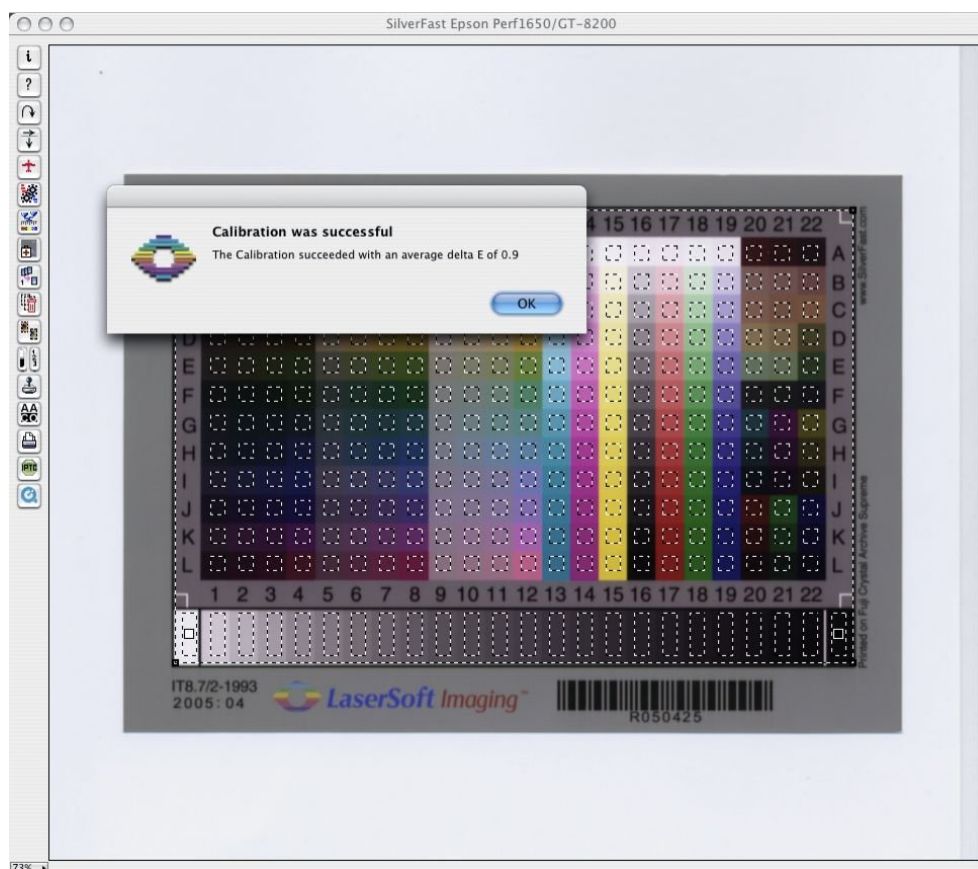 SilverFast Epson Perf1650/GT-8200
i
?
Calibration was successful
The Calibration succeeded with an average delta E of 0.9
OK
4 15 16 17 18 19 20 21 22
A
B
C
D D
E E
F F
G G
H H
I I
J J
K K
L L
1 2 3 4 5 6 7 8 9 10 11 12 13 14 15 16 17 18 19 20 21 22
www.SilverFast.com
Printed on Fuji Crystal Archive Supreme
IT8.7/2-1993
2005:04
LaserSoft Imaging™
R050425
AA
IPTC
73%